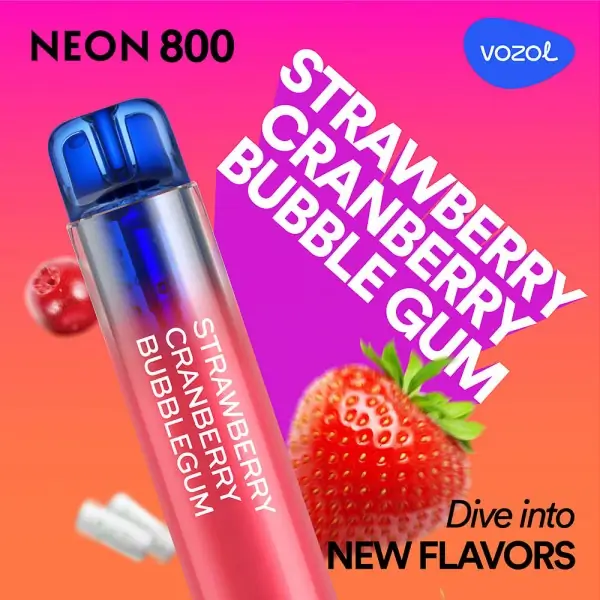 NEON 800
VOZOL
STRAWBERRY
CRANBERRY
BUBBLE GUM
STRAWBERRY
CRANBERRY
BUBBLEGUM
Dive into
NEW FLAVORS